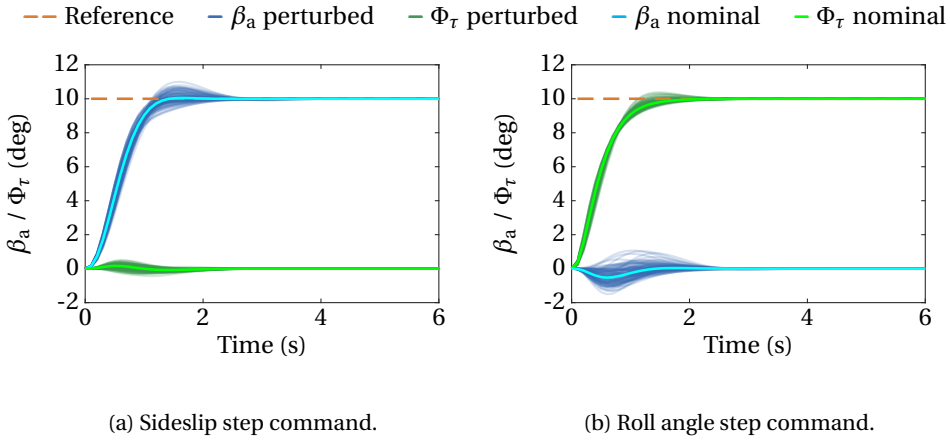 Reference βa perturbed Φτ perturbed βa nominal Φτ nominal
12
10
8
6
4
2
0
-2
βa / Φτ (deg)
0 2 4 6
Time (s)
(a) Sideslip step command.
12
10
8
6
4
2
0
-2
βa / Φτ (deg)
0 2 4 6
Time (s)
(b) Roll angle step command.